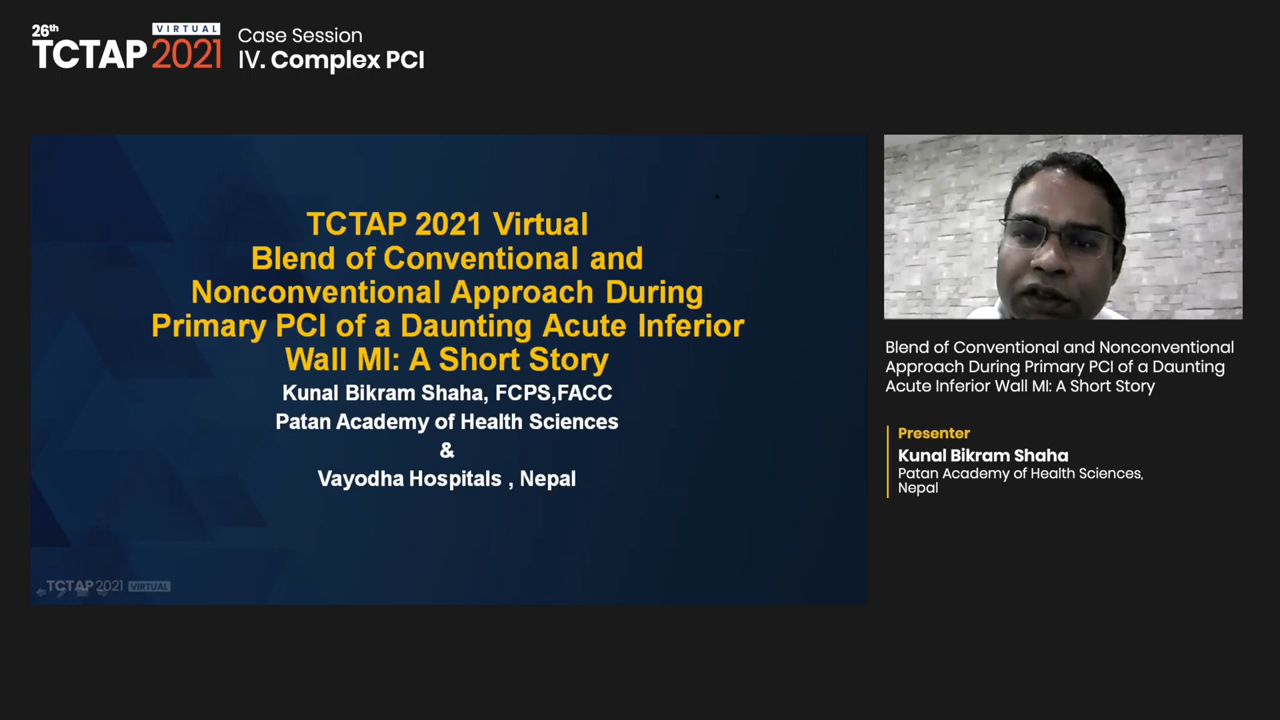 26th
VIRTUAL
TCTAP 2021
Case Session
IV. Complex PCI
TCTAP 2021 Virtual
Blend of Conventional and
Nonconventional Approach During
Primary PCI of a Daunting Acute Inferior
Wall MI: A Short Story
Kunal Bikram Shaha, FCPS,FACC
Patan Academy of Health Sciences
&
Vayodha Hospitals , Nepal
TCTAP 2021 VIRTUAL
Blend of Conventional and Nonconventional
Approach During Primary PCI of a Daunting
Acute Inferior Wall MI: A Short Story
Presenter
Kunal Bikram Shaha
Patan Academy of Health Sciences,
Nepal